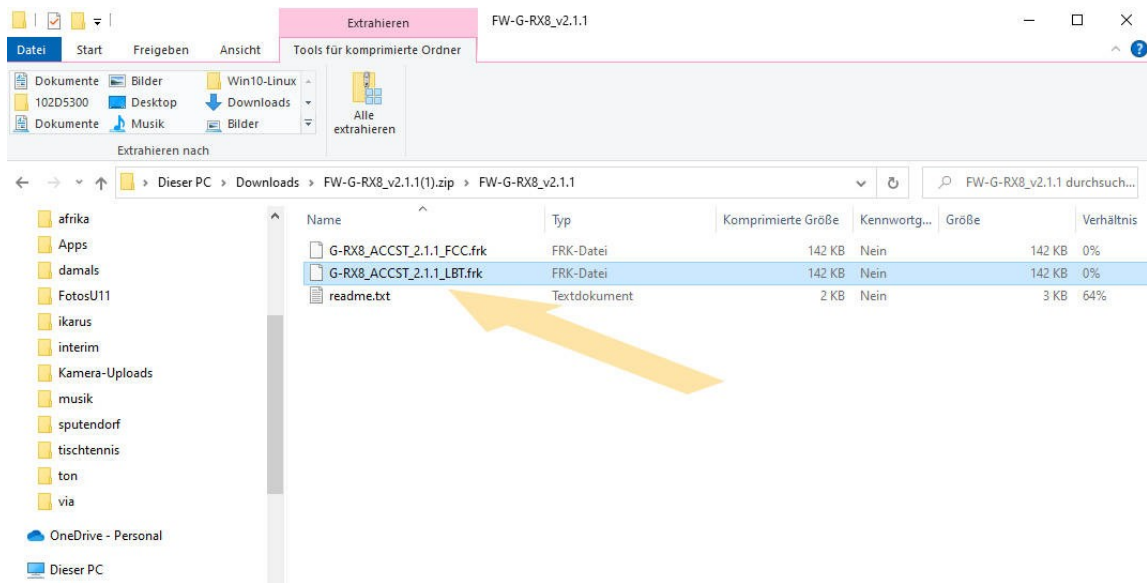 Extrahieren FW-G-RX8_v2.1.1
Datei Start Freigeben Ansicht Tools für komprimierte Ordner
Dokumente Bilder Win10-Linux
102D5300 Desktop Downloads
Dokumente Musik Bilder
Alle
extrahieren
Extrahieren nach
Dieser PC Downloads FW-G-RX8_v2.1.1(1).zip FW-G-RX8_v2.1.1 FW-G-RX8_v2.1.1 durchsuch...
Name Typ Komprimierte Größe Kennwortg... Größe Verhältnis
G-RX8_ACCST_2.1.1_FCC.frk FRK-Datei 142 KB Nein 142 KB 0%
G-RX8_ACCST_2.1.1_LBT.frk FRK-Datei 142 KB Nein 142 KB 0%
readme.txt Textdokument 2 KB Nein 3 KB 64%
afrika
Apps
damals
FotosU11
ikarus
interim
Kamera-Uploads
musik
sputendorf
tischtennis
ton
via
OneDrive - Personal
Dieser PC